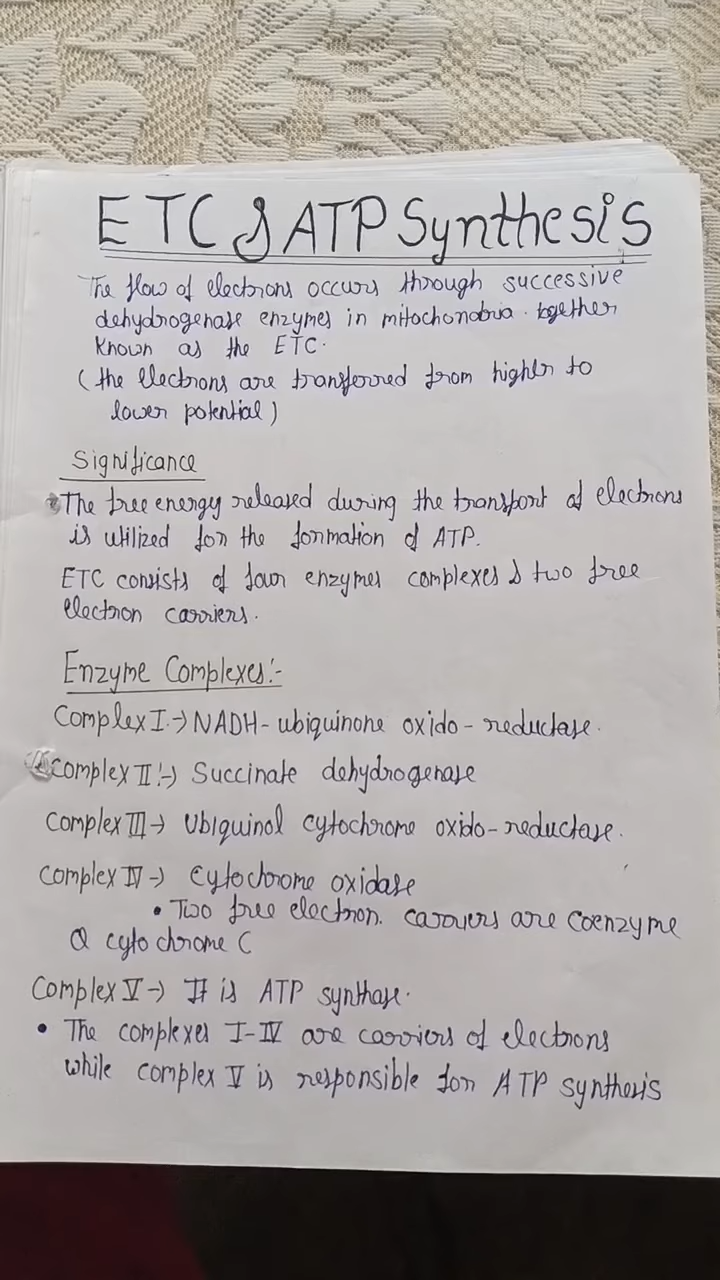 ETC & ATP Synthesis
The flow of electrons occurs through successive
dehydrogenase enzymes in mitochondria. together
known as the ETC.
(the electrons are transferred from higher to
lower potential)
Significance
The free energy released during the transport of electrons
is utilized for the formation of ATP.
ETC consists of four enzymes complexes & two free
electron carriers.
Enzyme Complexes:-
Complex I → NADH-ubiquinone oxido-reductase.
Complex II :→ Succinate dehydrogenase
Complex III → Ubiquinol cytochrome oxido-reductase.
Complex IV → Cytochrome oxidase
• Two free electron. carriers are Coenzyme
Q cytochrome C
Complex V → It is ATP synthase.
• The complexes I-IV are carriers of electrons
while complex V is responsible for ATP synthesis